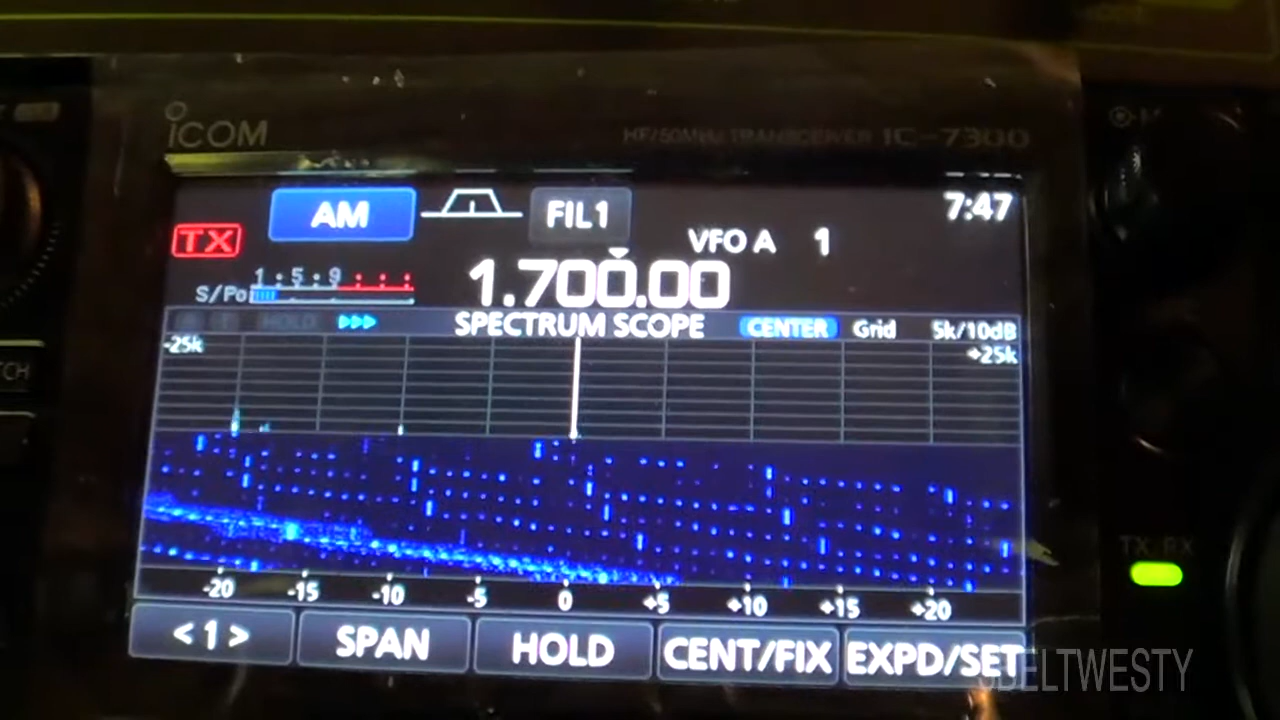 ICOM
HF/50MHz TRANSCEIVER IC-7300
AM
FIL1
7:47
TX
VFO A 1
1:5:9
1.700.00
S/Po
HOLD
SPECTRUM SCOPE
CENTER
Grid
5k/10dB
-25k
+25k
-20 -15 -10 -5 0 +5 +10 +15 +20
TX RX
<1>
SPAN
HOLD
CENT/FIX
EXPD/SET